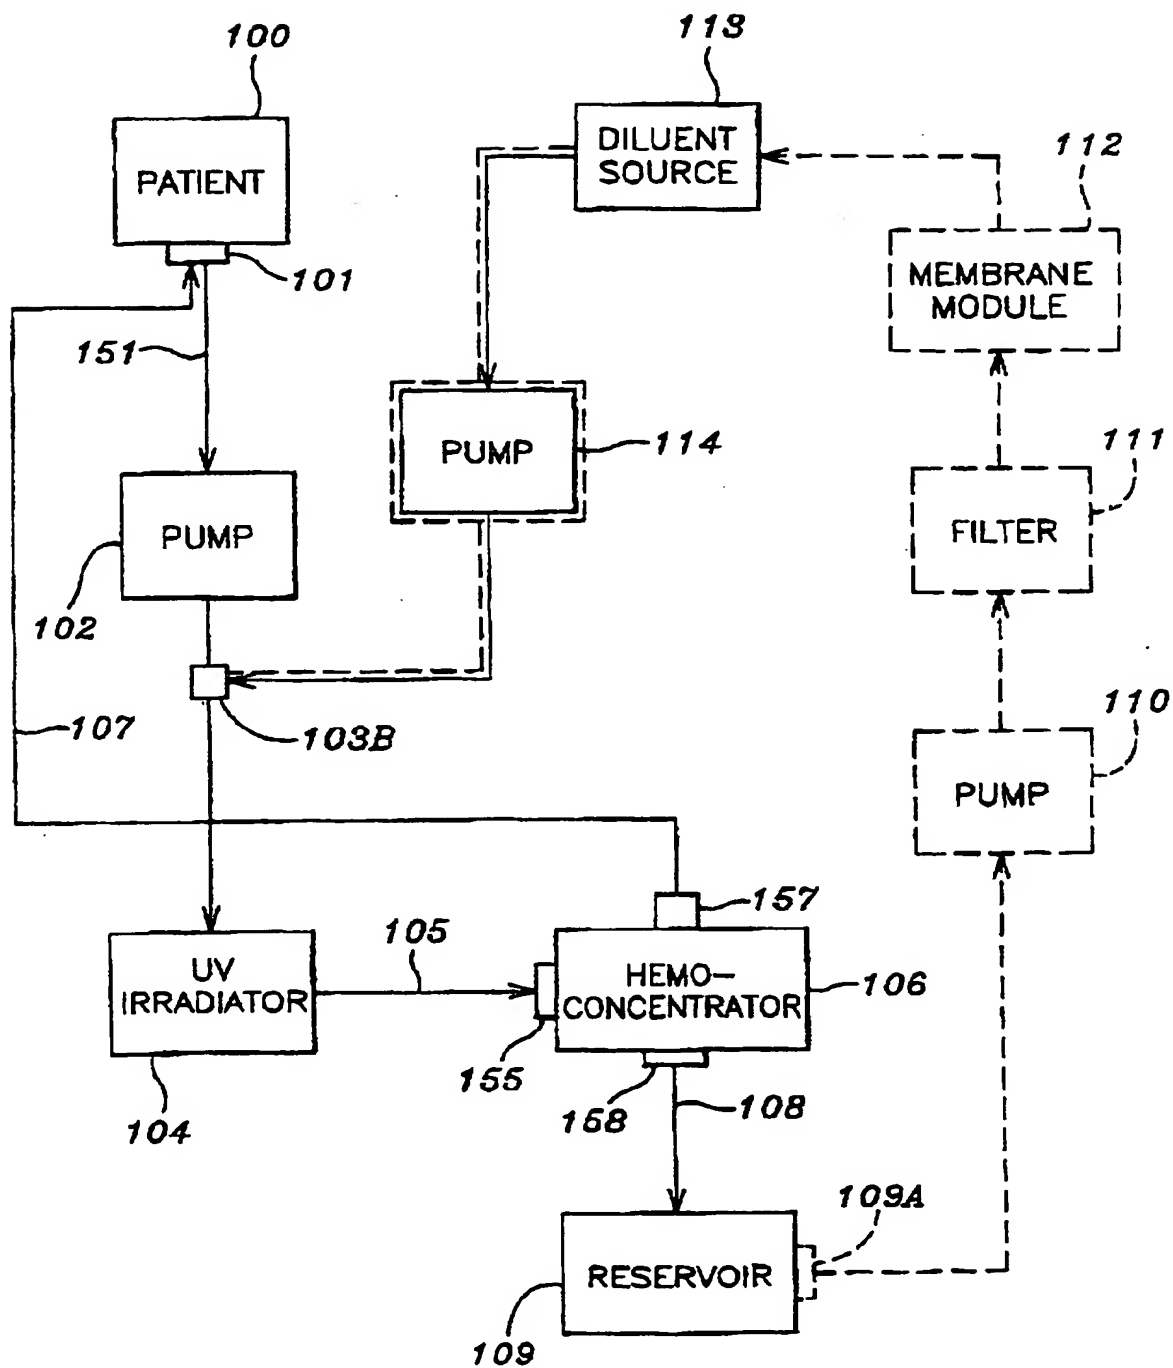 100
113
PATIENT
DILUENT
SOURCE
112
101
MEMBRANE
MODULE
151
PUMP
114
111
PUMP
FILTER
102
110
107
103B
PUMP
157
105
UV
IRRADIATOR
HEMO-
CONCENTRATOR
106
155
158
108
104
109A
RESERVOIR
109